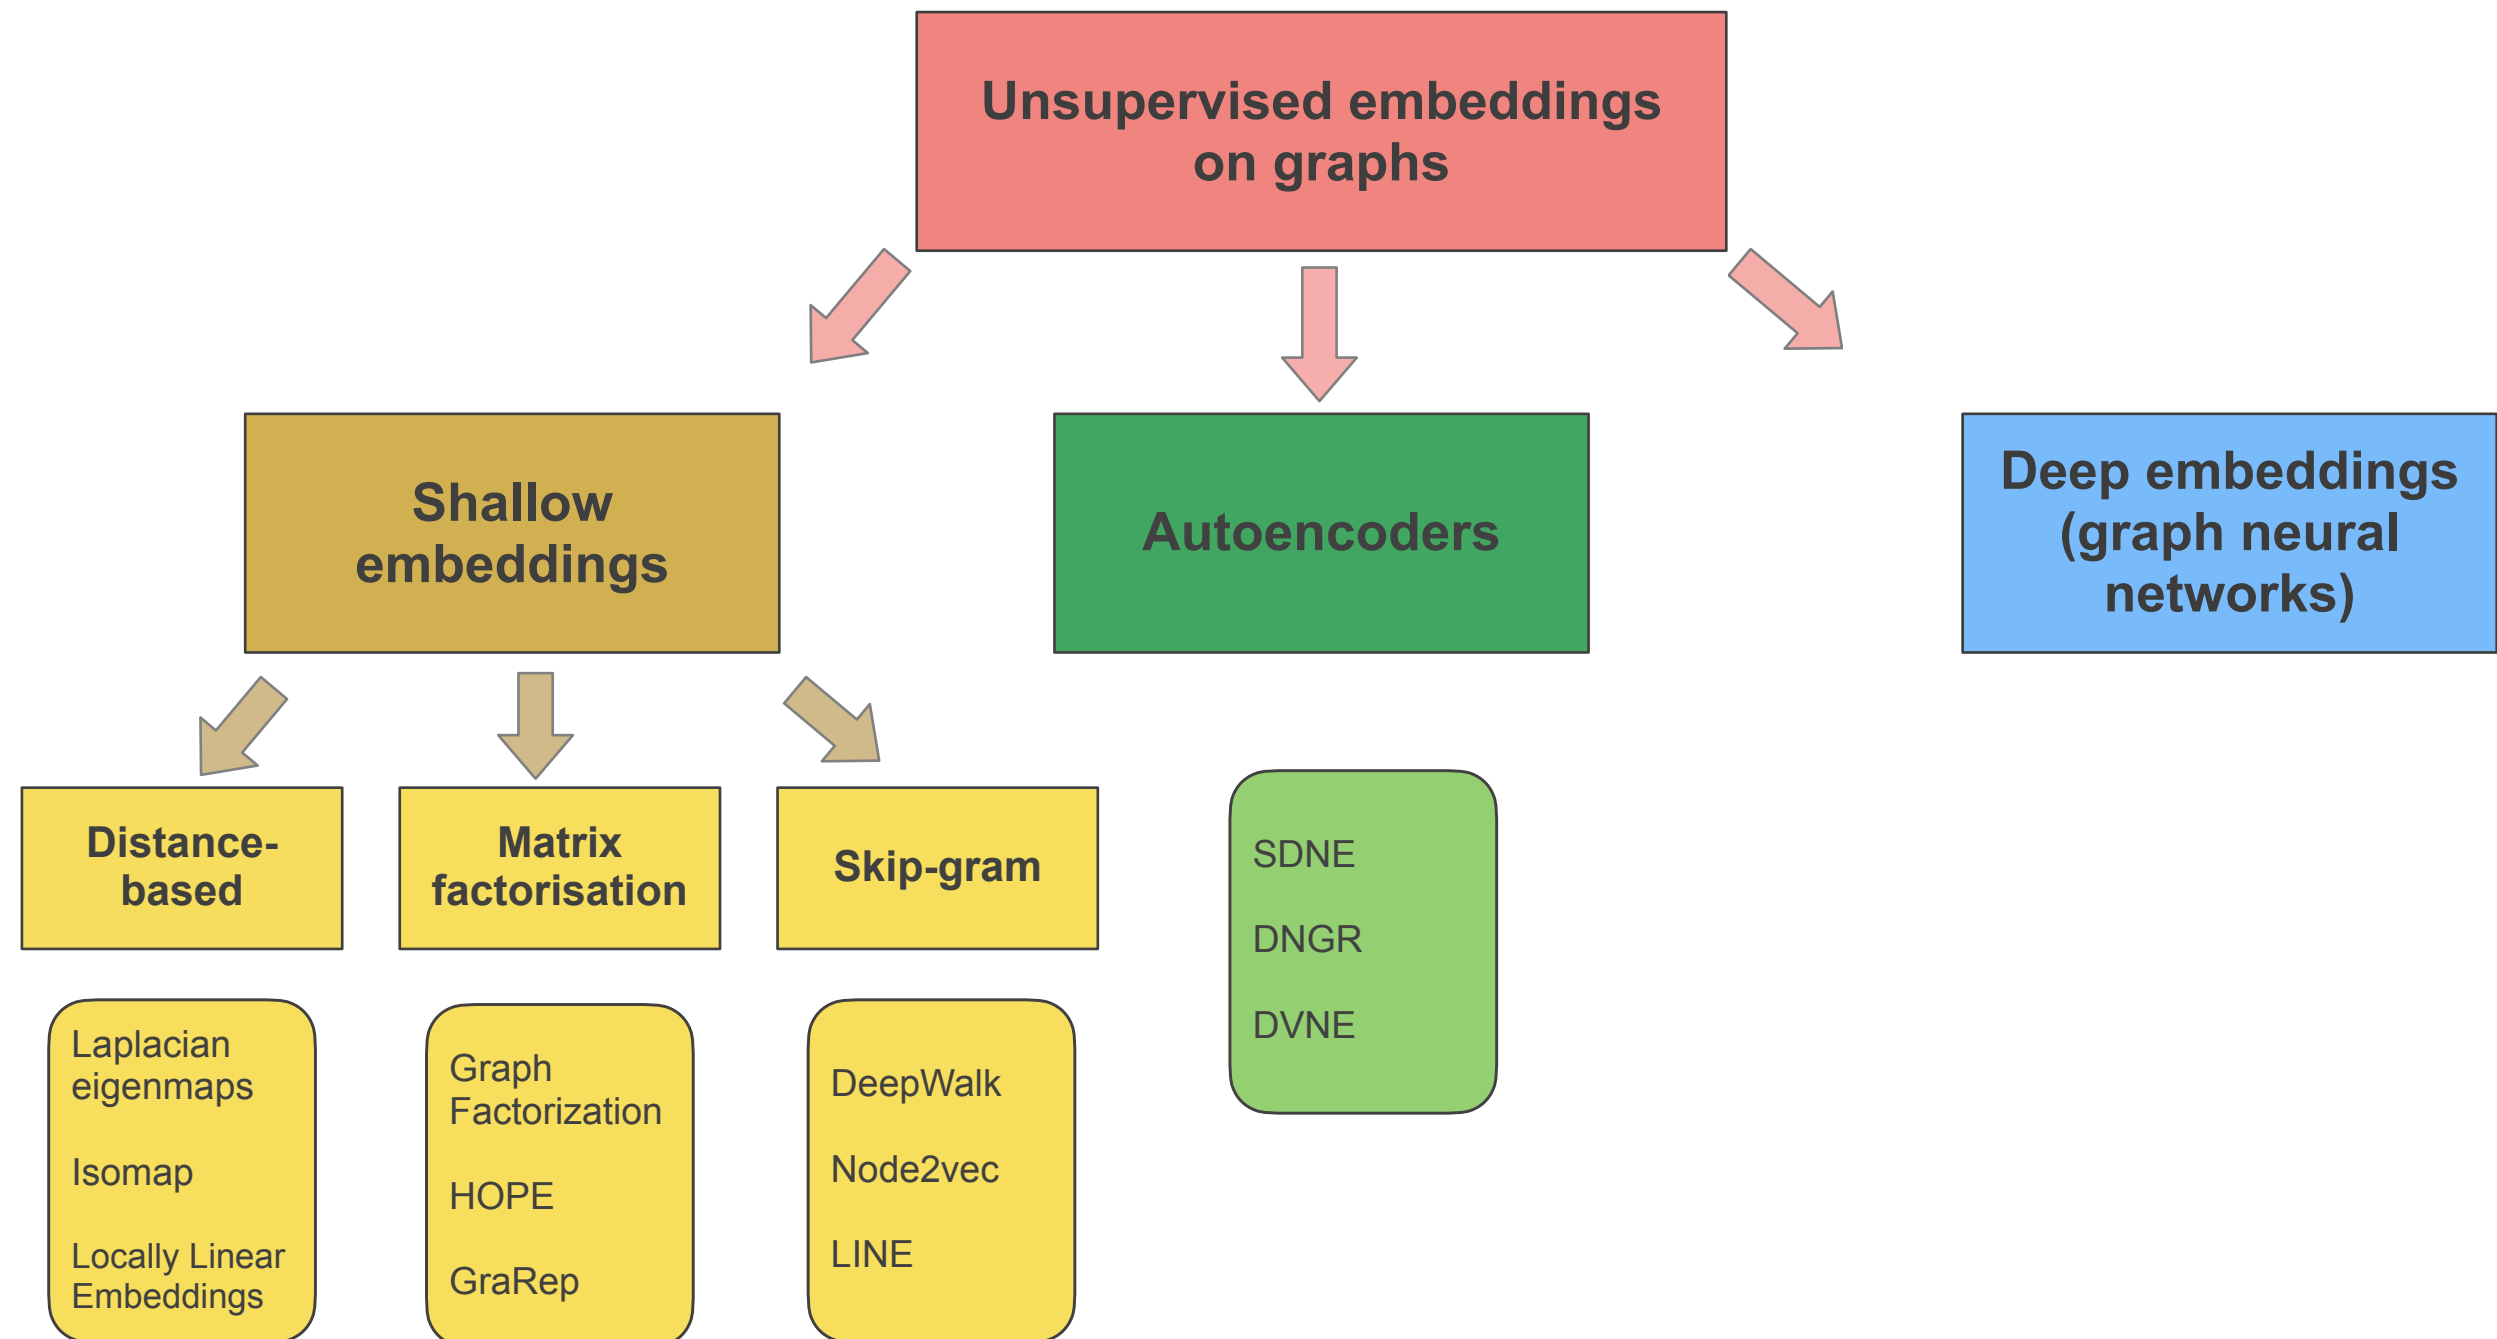 Unsupervised embeddings
on graphs
Shallow
embeddings
Autoencoders
Deep embeddings
(graph neural
networks)
Distance-
based
Matrix
factorisation
Skip-gram
Laplacian
eigenmaps
Isomap
Locally Linear
Embeddings
Graph
Factorization
HOPE
GraRep
DeepWalk
Node2vec
LINE
SDNE
DNGR
DVNE